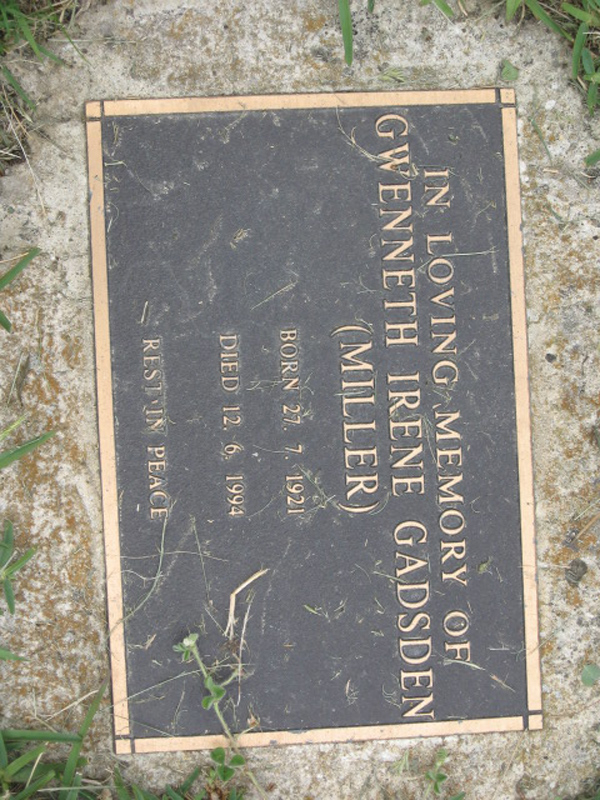 IN LOVING MEMORY OF
GWENNETH IRENE GADSDEN
(MILLER)
BORN 27. 7. 1921
DIED 12. 6. 1994
REST IN PEACE